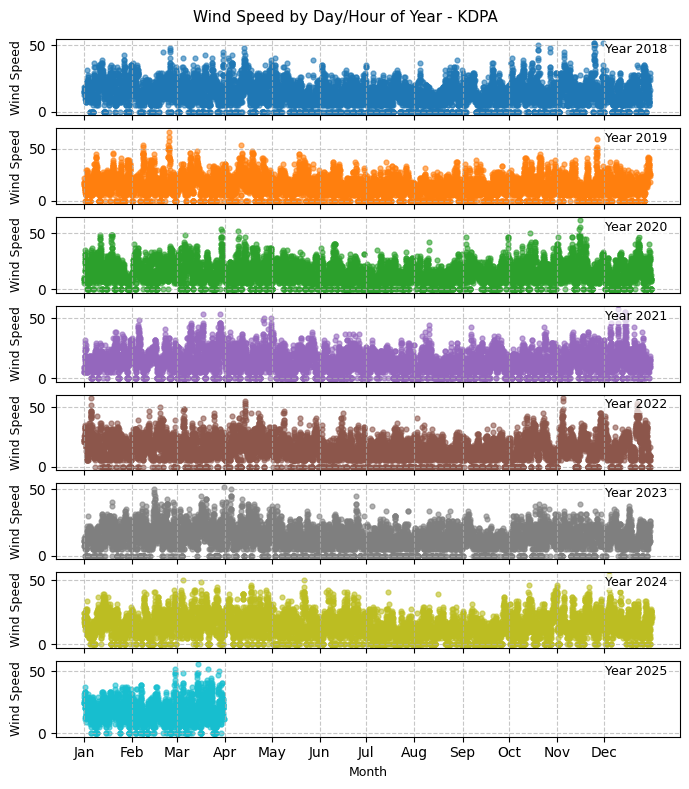 Wind Speed by Day/Hour of Year - KDPA
Wind Speed
50
0
Year 2018
Wind Speed
50
0
Year 2019
Wind Speed
50
0
Year 2020
Wind Speed
50
0
Year 2021
Wind Speed
50
0
Year 2022
Wind Speed
50
0
Year 2023
Wind Speed
50
0
Year 2024
Wind Speed
50
0
Year 2025
Jan Feb Mar Apr May Jun Jul Aug Sep Oct Nov Dec
Month